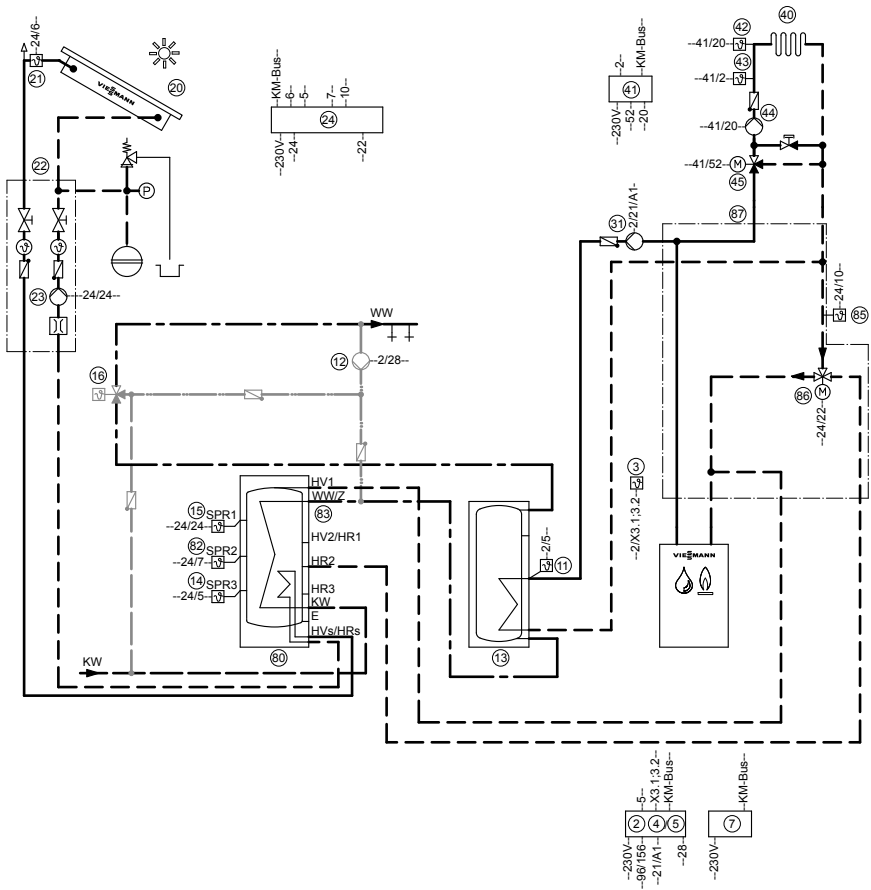 --24/6--
21
VIESMANN
20
KM-Bus--
--6--
--5--
7--
--10--
24
--230V--
--24--
--22--
22
P
23
--24/24--
--2--
KM-Bus--
41
--230V--
--52--
--20--
42
40
--41/20--
43
--41/2--
44
--41/20--
--41/52--
M
45
87
31
--2/21/A1-
--24/10--
85
WW
12
--2/28--
16
86
M
--24/22--
3
--2/X3.1;3.2--
HV1
WW/Z
83
15
SPR1
--24/24--
HV2/HR1
82
SPR2
--24/7--
HR2
14
SPR3
--24/5--
HR3
KW
E
HVs/HRs
80
--2/5--
11
13
VIESMANN
KW
--5--
--X3.1;3.2--
KM-Bus--
2
4
5
--230V--
--96/156
--21/A1--
--28--
KM-Bus--
7
--230V--